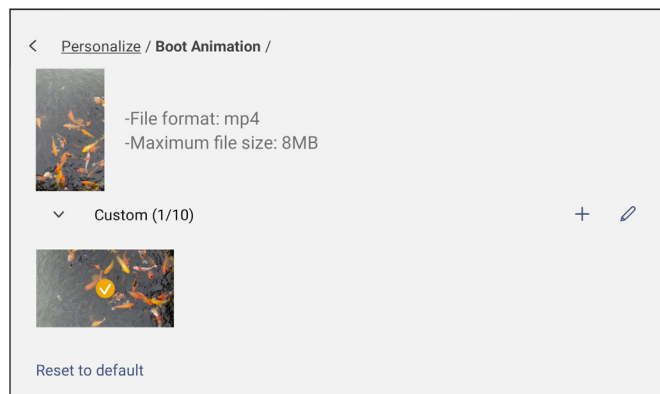 Personalize / Boot Animation /
-File format: mp4
-Maximum file size: 8MB
Custom (1/10)
Reset to default